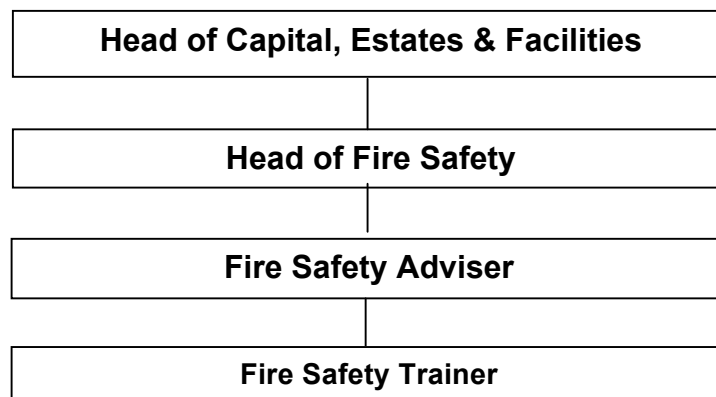 Head of Capital, Estates & Facilities
Head of Fire Safety
Fire Safety Adviser
Fire Safety Trainer